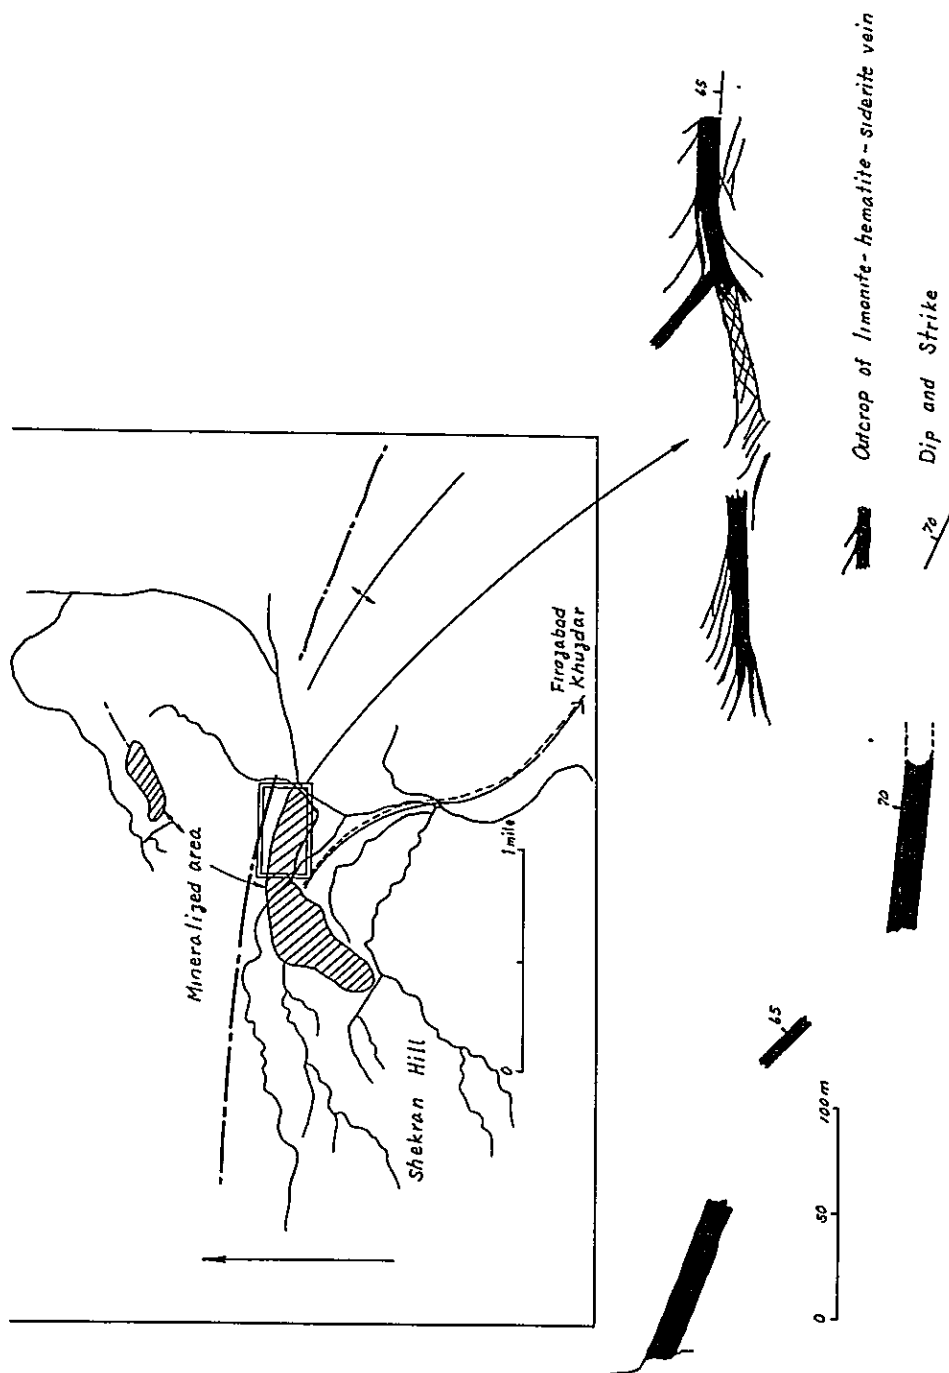 Mineralized area
Shekran Hill
Firozabad
Khuzdar
0
1 mile
65
70
65
0
50
100 m
Outcrop of limonite-hematite-siderite vein
70
Dip and Strike